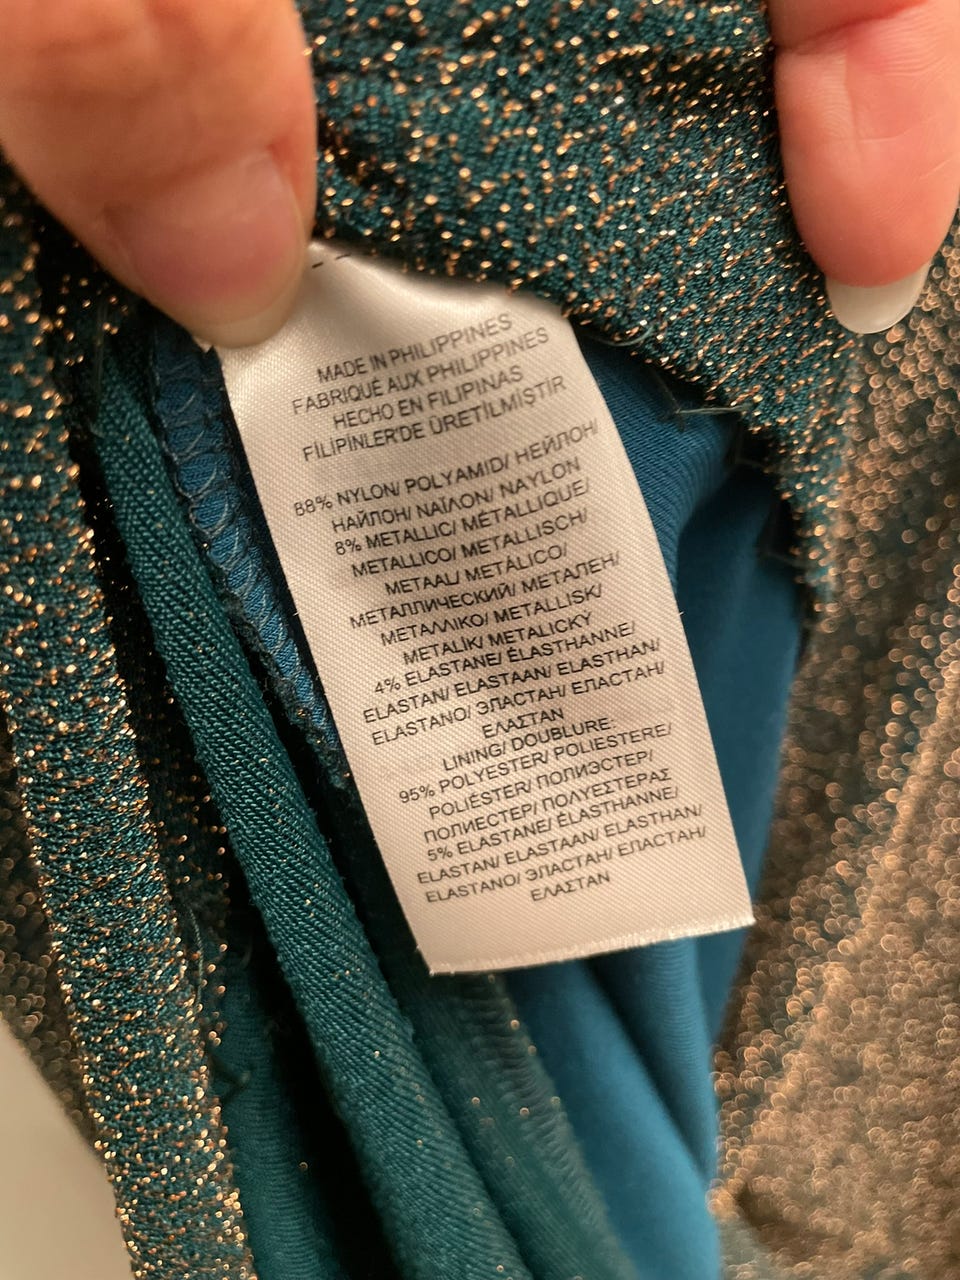 MADE IN PHILIPPINES
FABRIQUÉ AUX PHILIPPINES
HECHO EN FILIPINAS
FİLİPİNLER'DE ÜRETİLMİŞTİR
88% NYLON/ POLYAMID/ НЕЙЛОН/
НАЙЛОН/ ΝΑΪΛΟΝ/ NAYLON
8% METALLIC/ MÉTALLIQUE/
METALLICO/ METALLISCH/
METAAL/ METÁLICO/
МЕТАЛЛИЧЕСКИЙ/ МЕТАЛЕН/
ΜΕΤΑΛΛΙΚΟ/ METALLISK/
METALİK/ METALICKY
4% ELASTANE/ ÉLASTHANNE/
ELASTAN/ ELASTAAN/ ELASTHAN/
ELASTANO/ ЭЛАСТАН/ ЕЛАСТАН/
ΕΛΑΣΤΑΝ
LINING/ DOUBLURE:
95% POLYESTER/ POLIESTERE/
POLIÉSTER/ ПОЛИЭСТЕР/
ПОЛИЕСТЕР/ ΠΟΛΥΕΣΤΕΡΑΣ
5% ELASTANE/ ÉLASTHANNE/
ELASTAN/ ELASTAAN/ ELASTHAN/
ELASTANO/ ЭЛАСТАН/ ЕЛАСТАН/
ΕΛΑΣΤΑΝ